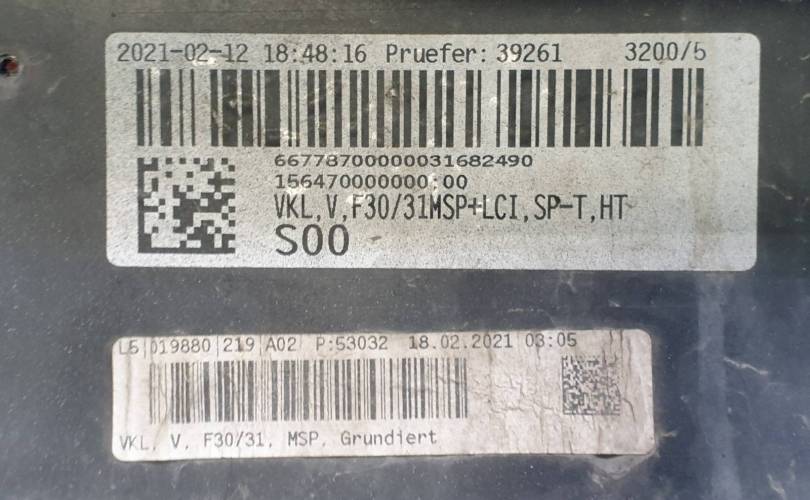 2021-02-12 18:48:16 Pruefer: 39261 3200/5
66778700000031682490
156470000000:00
VKL,V,F30/31MSP+LCI,SP-T,HT
S00
L5|019880|219|A02 P:53032 18.02.2021 03:05
VKL, V, F30/31, MSP, Grundiert